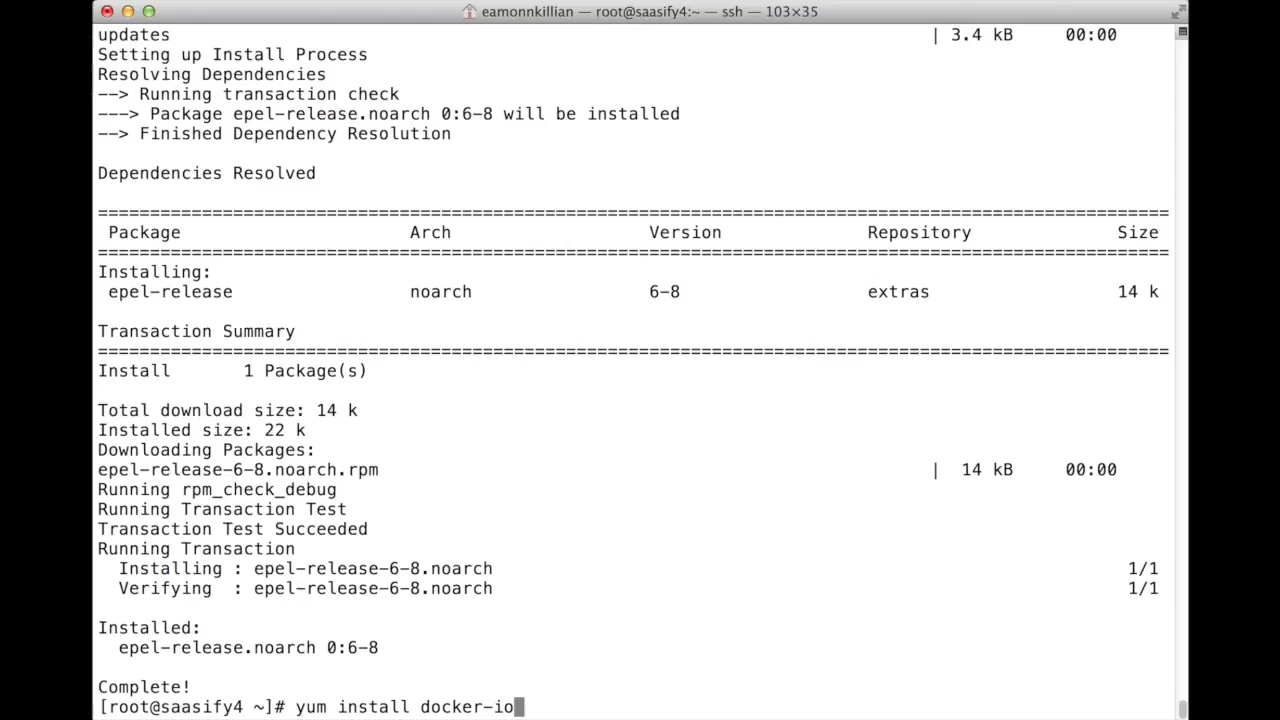 eamonnkillian — root@saasify4:~ — ssh — 103×35
updates | 3.4 kB 00:00
Setting up Install Process
Resolving Dependencies
--> Running transaction check
---> Package epel-release.noarch 0:6-8 will be installed
--> Finished Dependency Resolution
Dependencies Resolved
=======================================================================================================
Package Arch Version Repository Size
=======================================================================================================
Installing:
epel-release noarch 6-8 extras 14 k
Transaction Summary
=======================================================================================================
Install 1 Package(s)
Total download size: 14 k
Installed size: 22 k
Downloading Packages:
epel-release-6-8.noarch.rpm | 14 kB 00:00
Running rpm_check_debug
Running Transaction Test
Transaction Test Succeeded
Running Transaction
Installing : epel-release-6-8.noarch 1/1
Verifying : epel-release-6-8.noarch 1/1
Installed:
epel-release.noarch 0:6-8
Complete!
[root@saasify4 ~]# yum install docker-io